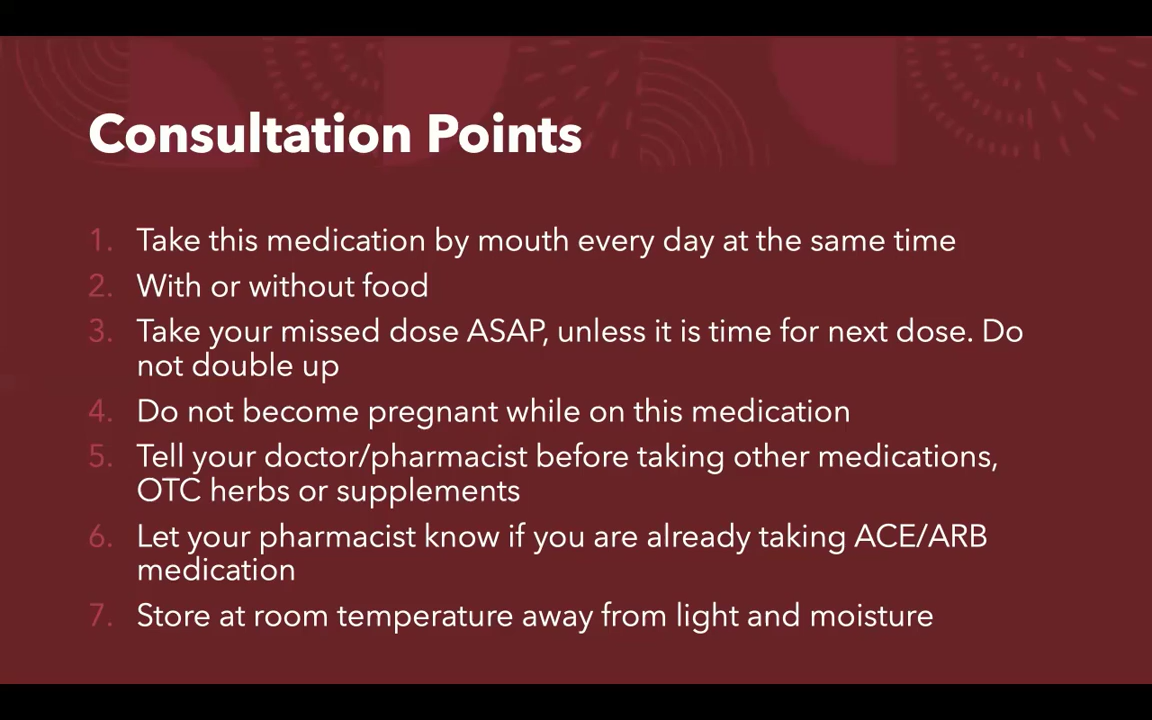 Consultation Points
1. Take this medication by mouth every day at the same time
2. With or without food
3. Take your missed dose ASAP, unless it is time for next dose. Do
not double up
4. Do not become pregnant while on this medication
5. Tell your doctor/pharmacist before taking other medications,
OTC herbs or supplements
6. Let your pharmacist know if you are already taking ACE/ARB
medication
7. Store at room temperature away from light and moisture